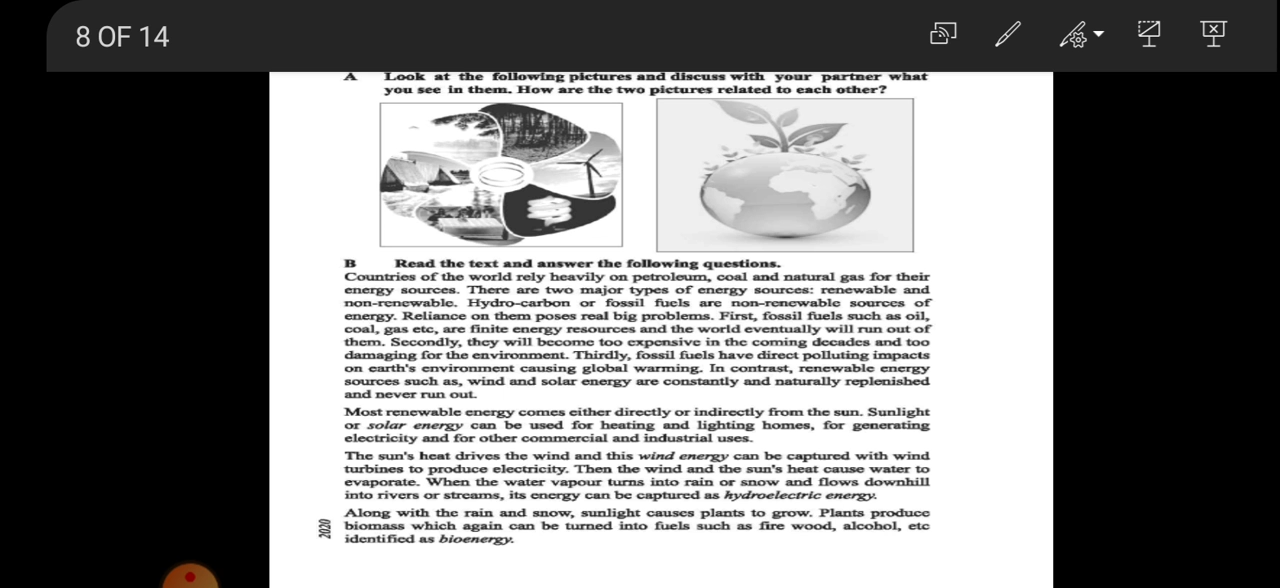 8 OF 14
A Look at the following pictures and discuss with your partner what
you see in them. How are the two pictures related to each other?
B Read the text and answer the following questions.
Countries of the world rely heavily on petroleum, coal and natural gas for their
energy sources. There are two major types of energy sources: renewable and
non-renewable. Hydro-carbon or fossil fuels are non-renewable sources of
energy. Reliance on them poses real big problems. First, fossil fuels such as oil,
coal, gas etc, are finite energy resources and the world eventually will run out of
them. Secondly, they will become too expensive in the coming decades and too
damaging for the environment. Thirdly, fossil fuels have direct polluting impacts
on earth's environment causing global warming. In contrast, renewable energy
sources such as, wind and solar energy are constantly and naturally replenished
and never run out.
Most renewable energy comes either directly or indirectly from the sun. Sunlight
or solar energy can be used for heating and lighting homes, for generating
electricity and for other commercial and industrial uses.
The sun's heat drives the wind and this wind energy can be captured with wind
turbines to produce electricity. Then the wind and the sun's heat cause water to
evaporate. When the water vapour turns into rain or snow and flows downhill
into rivers or streams, its energy can be captured as hydroelectric energy.
Along with the rain and snow, sunlight causes plants to grow. Plants produce
biomass which again can be turned into fuels such as fire wood, alcohol, etc
identified as bioenergy.
2020